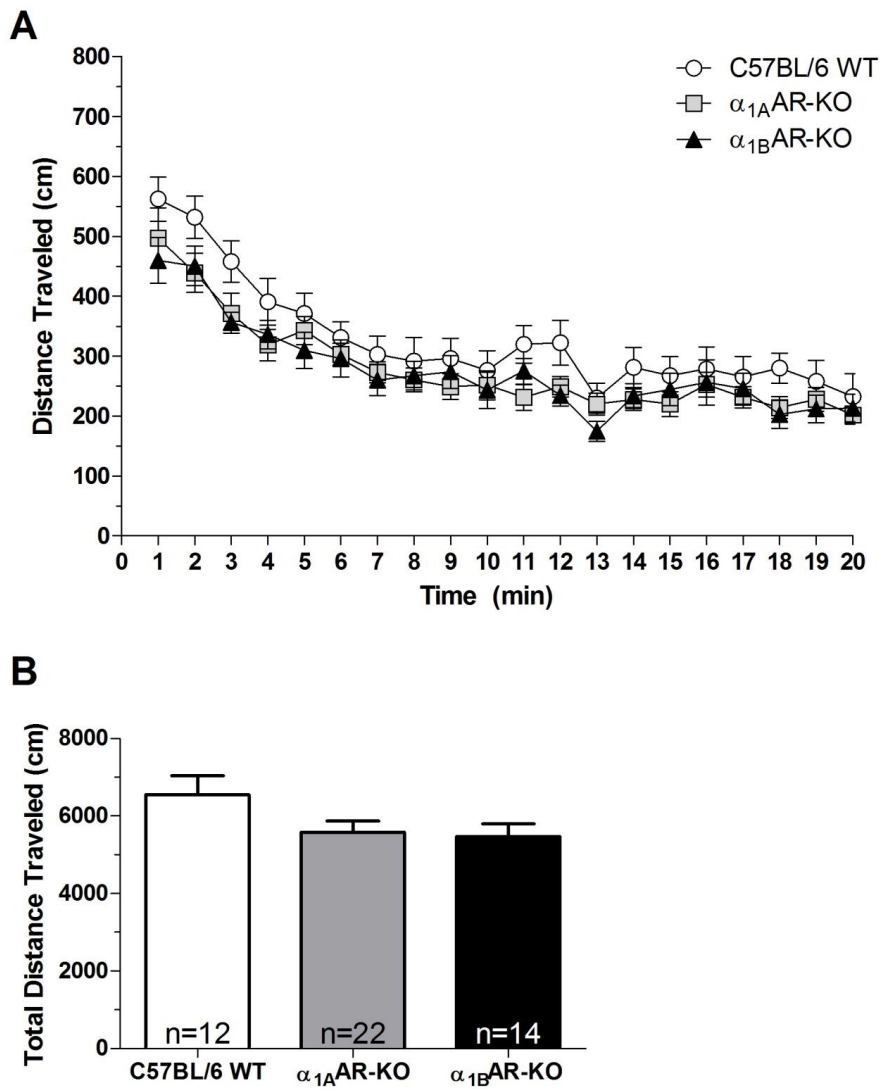 A
800
700
600
500
400
300
200
100
0
Distance Traveled (cm)
C57BL/6 WT
α1AAR-KO
α1BAR-KO
0 1 2 3 4 5 6 7 8 9 10 11 12 13 14 15 16 17 18 19 20
Time (min)
B
8000
6000
4000
2000
0
Total Distance Traveled (cm)
n=12 n=22 n=14
C57BL/6 WT α1AAR-KO α1BAR-KO